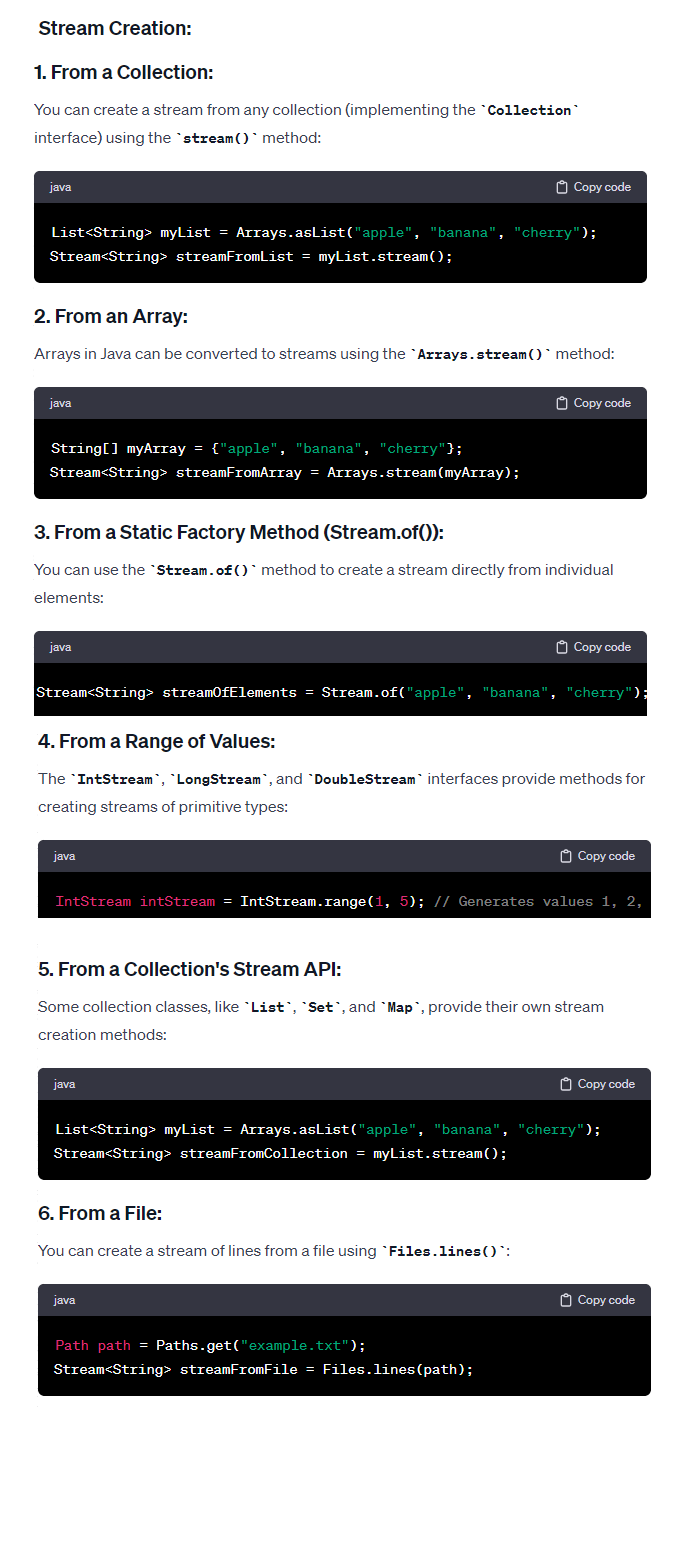 Stream Creation:
1. From a Collection:
You can create a stream from any collection (implementing the `Collection`
interface) using the `stream()` method:
java Copy code
List<String> myList = Arrays.asList("apple", "banana", "cherry");
Stream<String> streamFromList = myList.stream();
2. From an Array:
Arrays in Java can be converted to streams using the `Arrays.stream()` method:
java Copy code
String[] myArray = {"apple", "banana", "cherry"};
Stream<String> streamFromArray = Arrays.stream(myArray);
3. From a Static Factory Method (Stream.of()):
You can use the `Stream.of()` method to create a stream directly from individual
elements:
java Copy code
Stream<String> streamOfElements = Stream.of("apple", "banana", "cherry");
4. From a Range of Values:
The `IntStream`, `LongStream`, and `DoubleStream` interfaces provide methods for
creating streams of primitive types:
java Copy code
IntStream intStream = IntStream.range(1, 5); // Generates values 1, 2,
5. From a Collection's Stream API:
Some collection classes, like `List`, `Set`, and `Map`, provide their own stream
creation methods:
java Copy code
List<String> myList = Arrays.asList("apple", "banana", "cherry");
Stream<String> streamFromCollection = myList.stream();
6. From a File:
You can create a stream of lines from a file using `Files.lines()`:
java Copy code
Path path = Paths.get("example.txt");
Stream<String> streamFromFile = Files.lines(path);